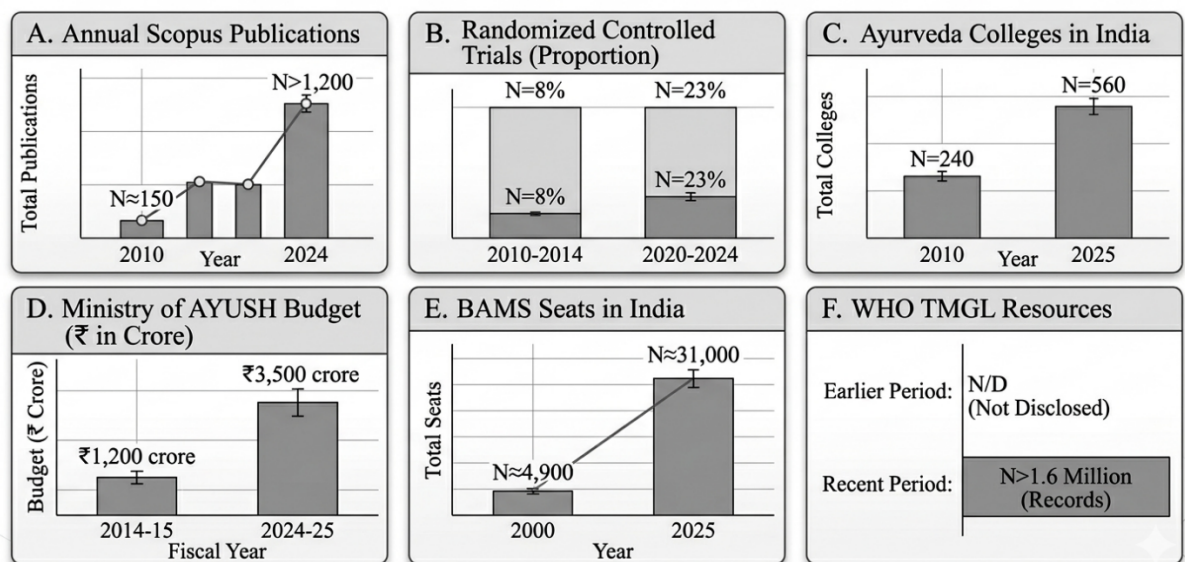 A. Annual Scopus Publications
Total Publications
N≈150
N>1,200
2010
2024
Year
B. Randomized Controlled
Trials (Proportion)
N=8%
N=23%
N=8%
N=23%
2010-2014
2020-2024
C. Ayurveda Colleges in India
Total Colleges
N=240
N=560
2010
2025
Year
D. Ministry of AYUSH Budget
(₹ in Crore)
Budget (₹ Crore)
₹1,200 crore
₹3,500 crore
2014-15
2024-25
Fiscal Year
E. BAMS Seats in India
Total Seats
N≈4,900
N≈31,000
2000
2025
Year
F. WHO TMGL Resources
Earlier Period:
N/D
(Not Disclosed)
Recent Period:
N>1.6 Million
(Records)